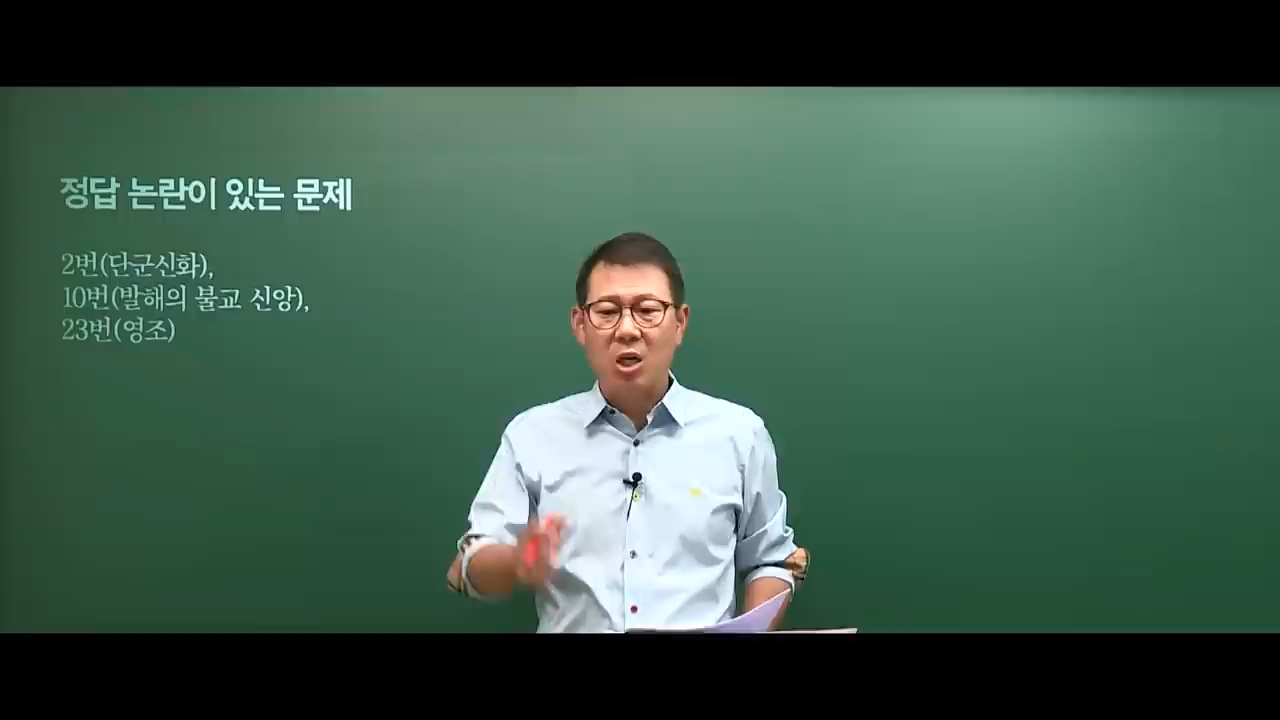 정답 논란이 있는 문제
2번(단군신화),
10번(발해의 불교 신앙),
23번(영조)